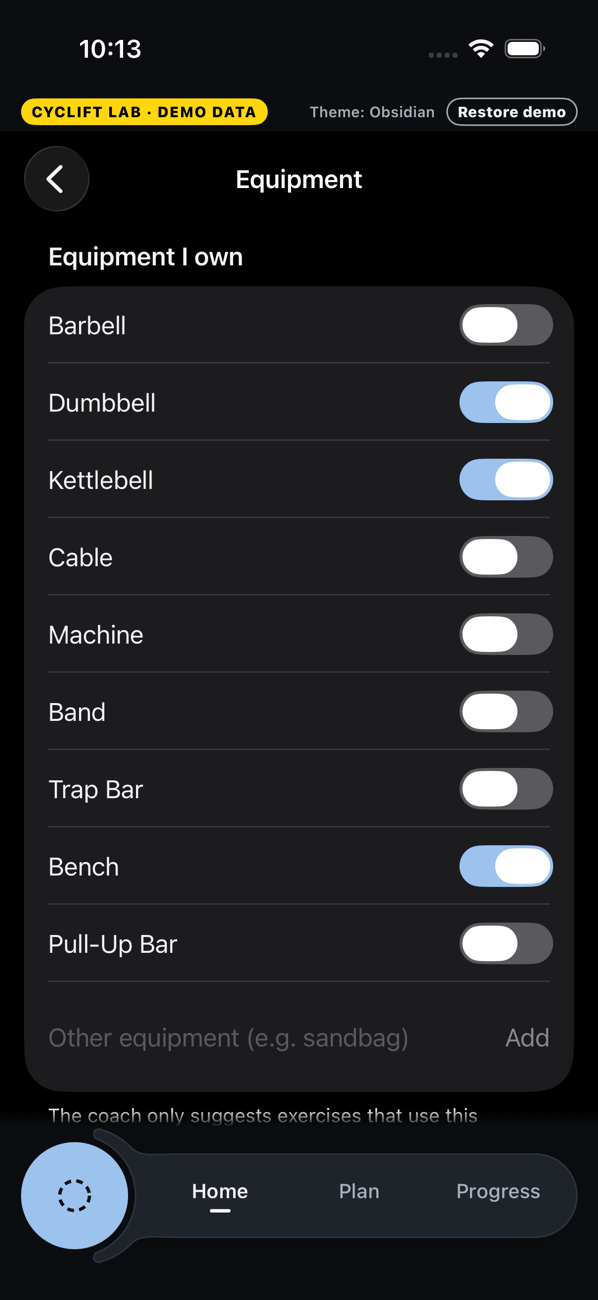 10:13
CYCLIFT LAB · DEMO DATA
Theme: Obsidian
Restore demo
Equipment
Equipment I own
Barbell
Dumbbell
Kettlebell
Cable
Machine
Band
Trap Bar
Bench
Pull-Up Bar
Other equipment (e.g. sandbag)
Add
The coach only suggests exercises that use this
Home
Plan
Progress